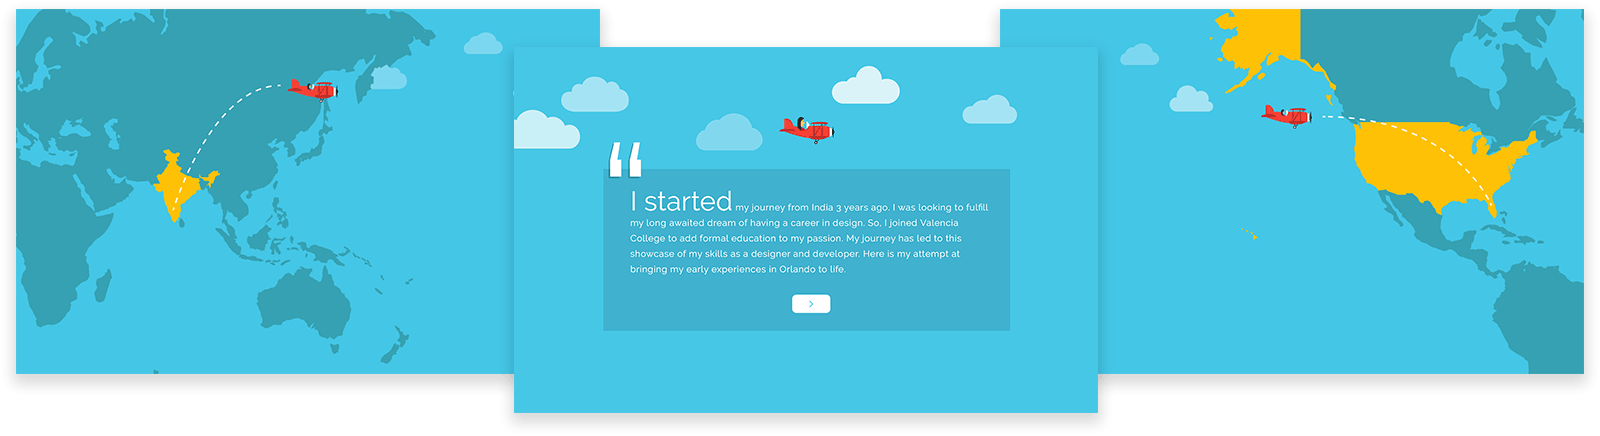 “
I started my journey from India 3 years ago. I was looking to fulfill
my long awaited dream of having a career in design. So, I joined Valencia
College to add formal education to my passion. My journey has led to this
showcase of my skills as a designer and developer. Here is my attempt at
bringing my early experiences in Orlando to life.